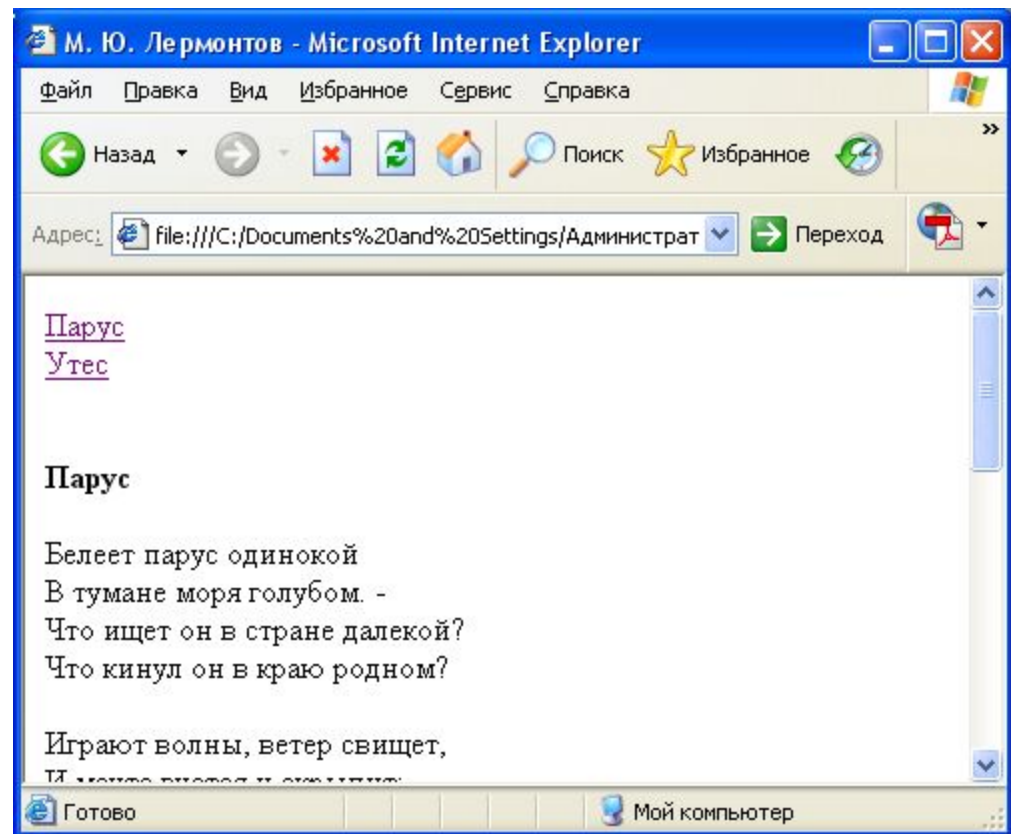 М. Ю. Лермонтов - Microsoft Internet Explorer
Файл Правка Вид Избранное Сервис Справка
Назад Поиск Избранное »
Адрес: file:///C:/Documents%20and%20Settings/Администрат Переход
Парус
Утес
Парус
Белеет парус одинокой
В тумане моря голубом. -
Что ищет он в стране далекой?
Что кинул он в краю родном?
Играют волны, ветер свищет,
Готово Мой компьютер